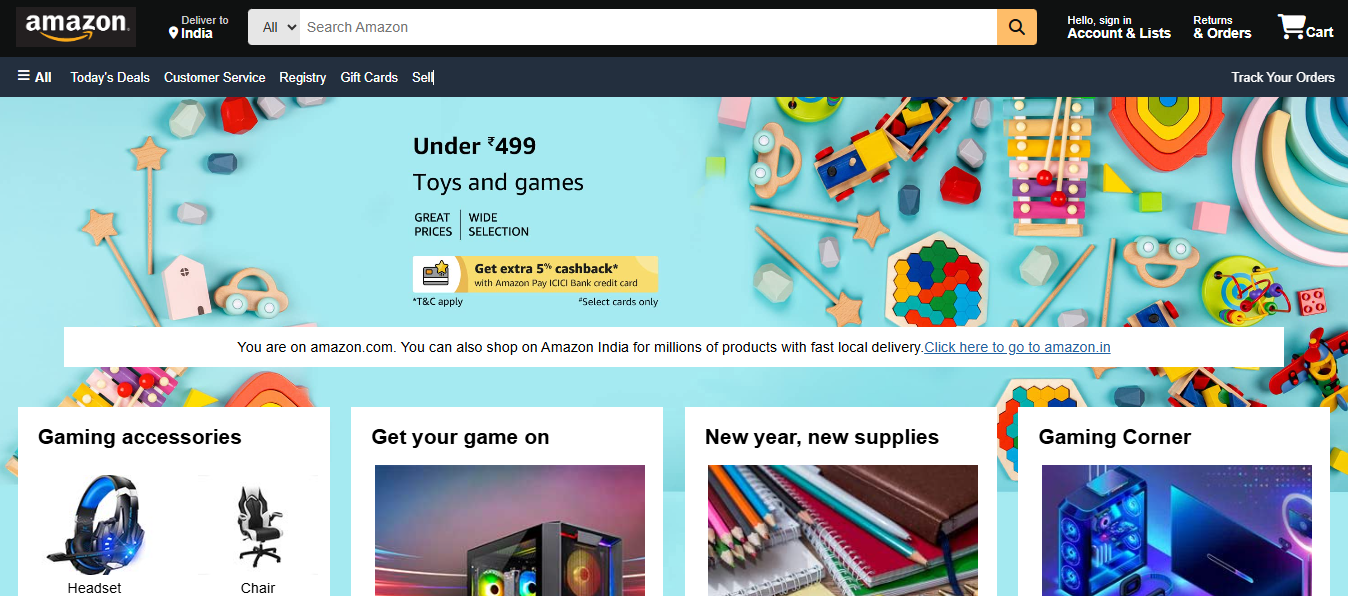 amazon
Deliver to
India
All
Search Amazon
Hello, sign in
Account & Lists
Returns
& Orders
Cart
All
Today's Deals
Customer Service
Registry
Gift Cards
Sell
Track Your Orders
Under ₹499
Toys and games
GREAT PRICES
WIDE SELECTION
Get extra 5% cashback*
with Amazon Pay ICICI Bank credit card
*T&C apply
#Select cards only
You are on amazon.com. You can also shop on Amazon India for millions of products with fast local delivery.Click here to go to amazon.in
Gaming accessories
Get your game on
New year, new supplies
Gaming Corner
Headset
Chair